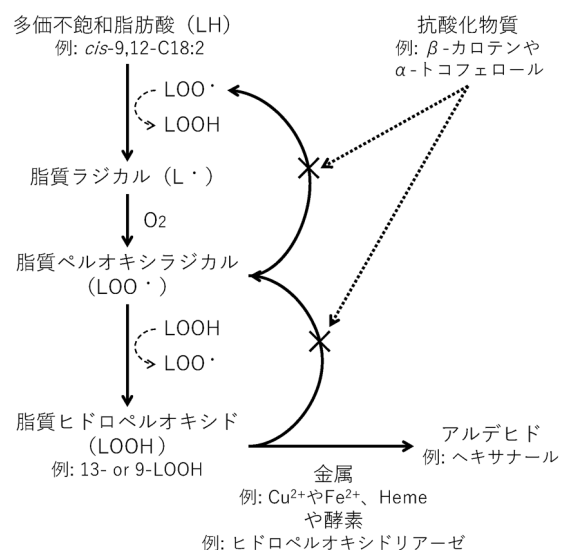 多価不飽和脂肪酸（LH）
例: cis-9,12-C18:2
抗酸化物質
例: β-カロテンや
α-トコフェロール
LOO・
LOOH
脂質ラジカル（L・）
O₂
脂質ペルオキシラジカル
（LOO・）
LOOH
LOO・
脂質ヒドロペルオキシド
（LOOH）
例: 13- or 9-LOOH
アルデヒド
例: ヘキサナール
金属
例: Cu²⁺やFe²⁺、Heme
や酵素
例: ヒドロペルオキシドリアーゼ